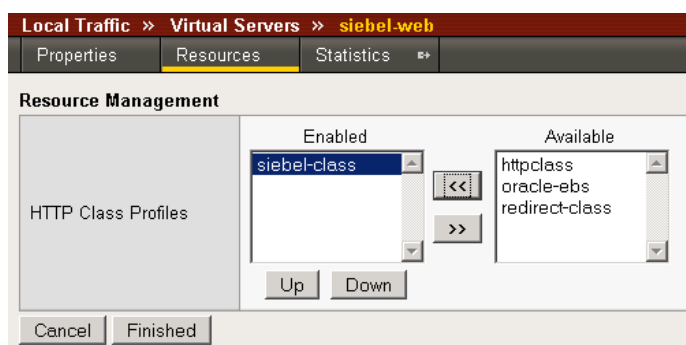 Local Traffic » Virtual Servers » siebel-web
Properties Resources Statistics
Resource Management
Enabled Available
siebel-class
httpclass
oracle-ebs
redirect-class
HTTP Class Profiles
<<
>>
Up Down
Cancel Finished